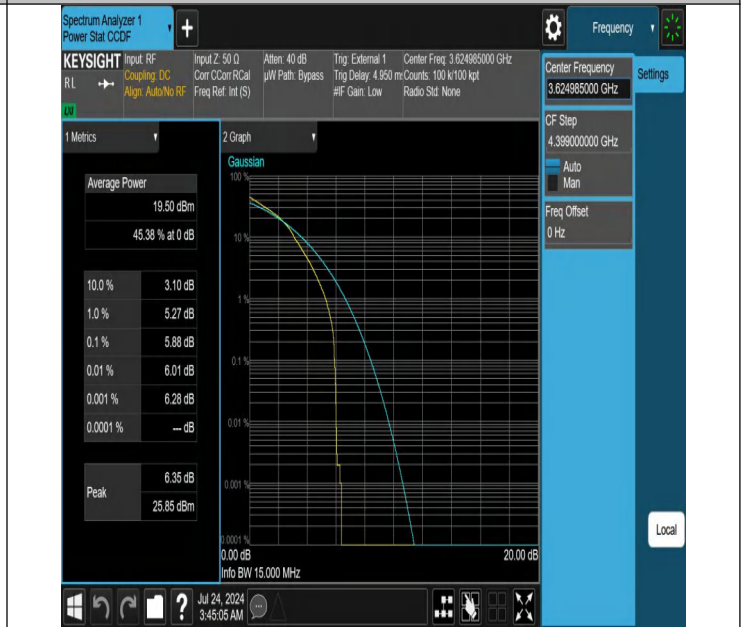 Spectrum Analyzer 1
Power Stat CCDF
+
Frequency
KEYSIGHT
RL
Input: RF
Coupling: DC
Align: Auto/No RF
Input Z: 50 Ω
Corr CCorr RCal
Freq Ref: Int (S)
Atten: 40 dB
µW Path: Bypass
Trig: External 1
Trig Delay: 4.950 ms
#IF Gain: Low
Center Freq: 3.624985000 GHz
Counts: 100 k/100 kpt
Radio Std: None
Center Frequency
3.624985000 GHz
Settings
CF Step
4.399000000 GHz
Auto
Man
Freq Offset
0 Hz
Local
1 Metrics
Average Power
19.50 dBm
45.38 % at 0 dB
10.0 % 3.10 dB
1.0 % 5.27 dB
0.1 % 5.88 dB
0.01 % 6.01 dB
0.001 % 6.28 dB
0.0001 % --- dB
Peak
6.35 dB
25.85 dBm
2 Graph
Gaussian
100 %
10 %
1 %
0.1 %
0.01 %
0.001 %
0.0001 %
0.00 dB
20.00 dB
Info BW 15.000 MHz
?
Jul 24, 2024
3:45:05 AM